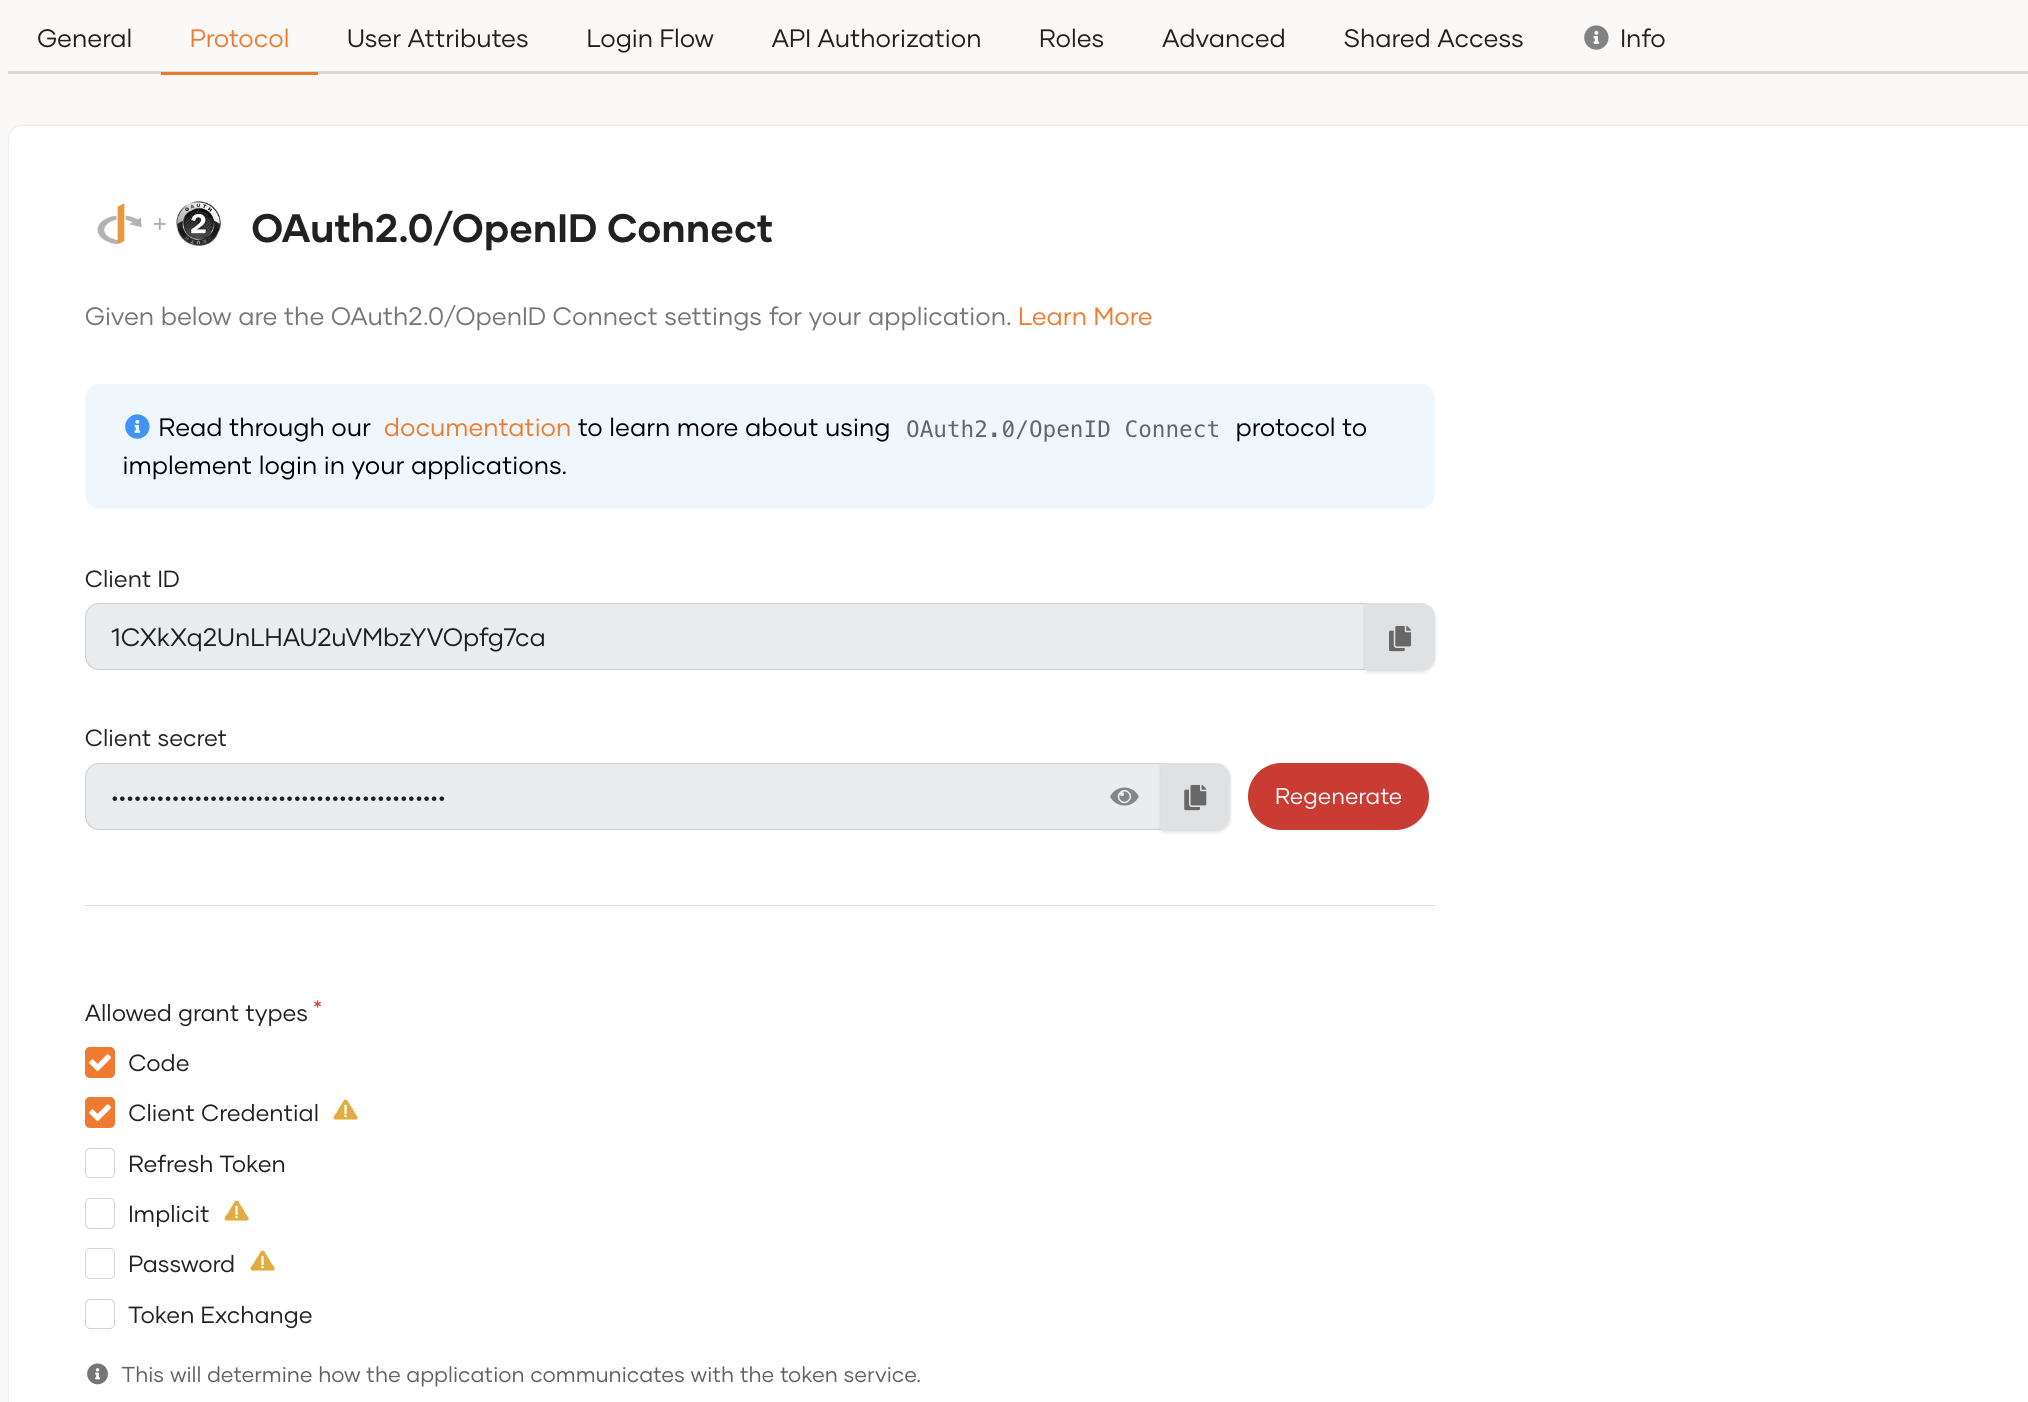 General Protocol User Attributes Login Flow API Authorization Roles Advanced Shared Access Info
OAuth2.0/OpenID Connect
Given below are the OAuth2.0/OpenID Connect settings for your application. Learn More
Read through our documentation to learn more about using OAuth2.0/OpenID Connect protocol to
implement login in your applications.
Client ID
1CXkXq2UnLHAU2uVMbzYVOpfg7ca
Client secret
Regenerate
Allowed grant types *
Code
Client Credential
Refresh Token
Implicit
Password
Token Exchange
This will determine how the application communicates with the token service.